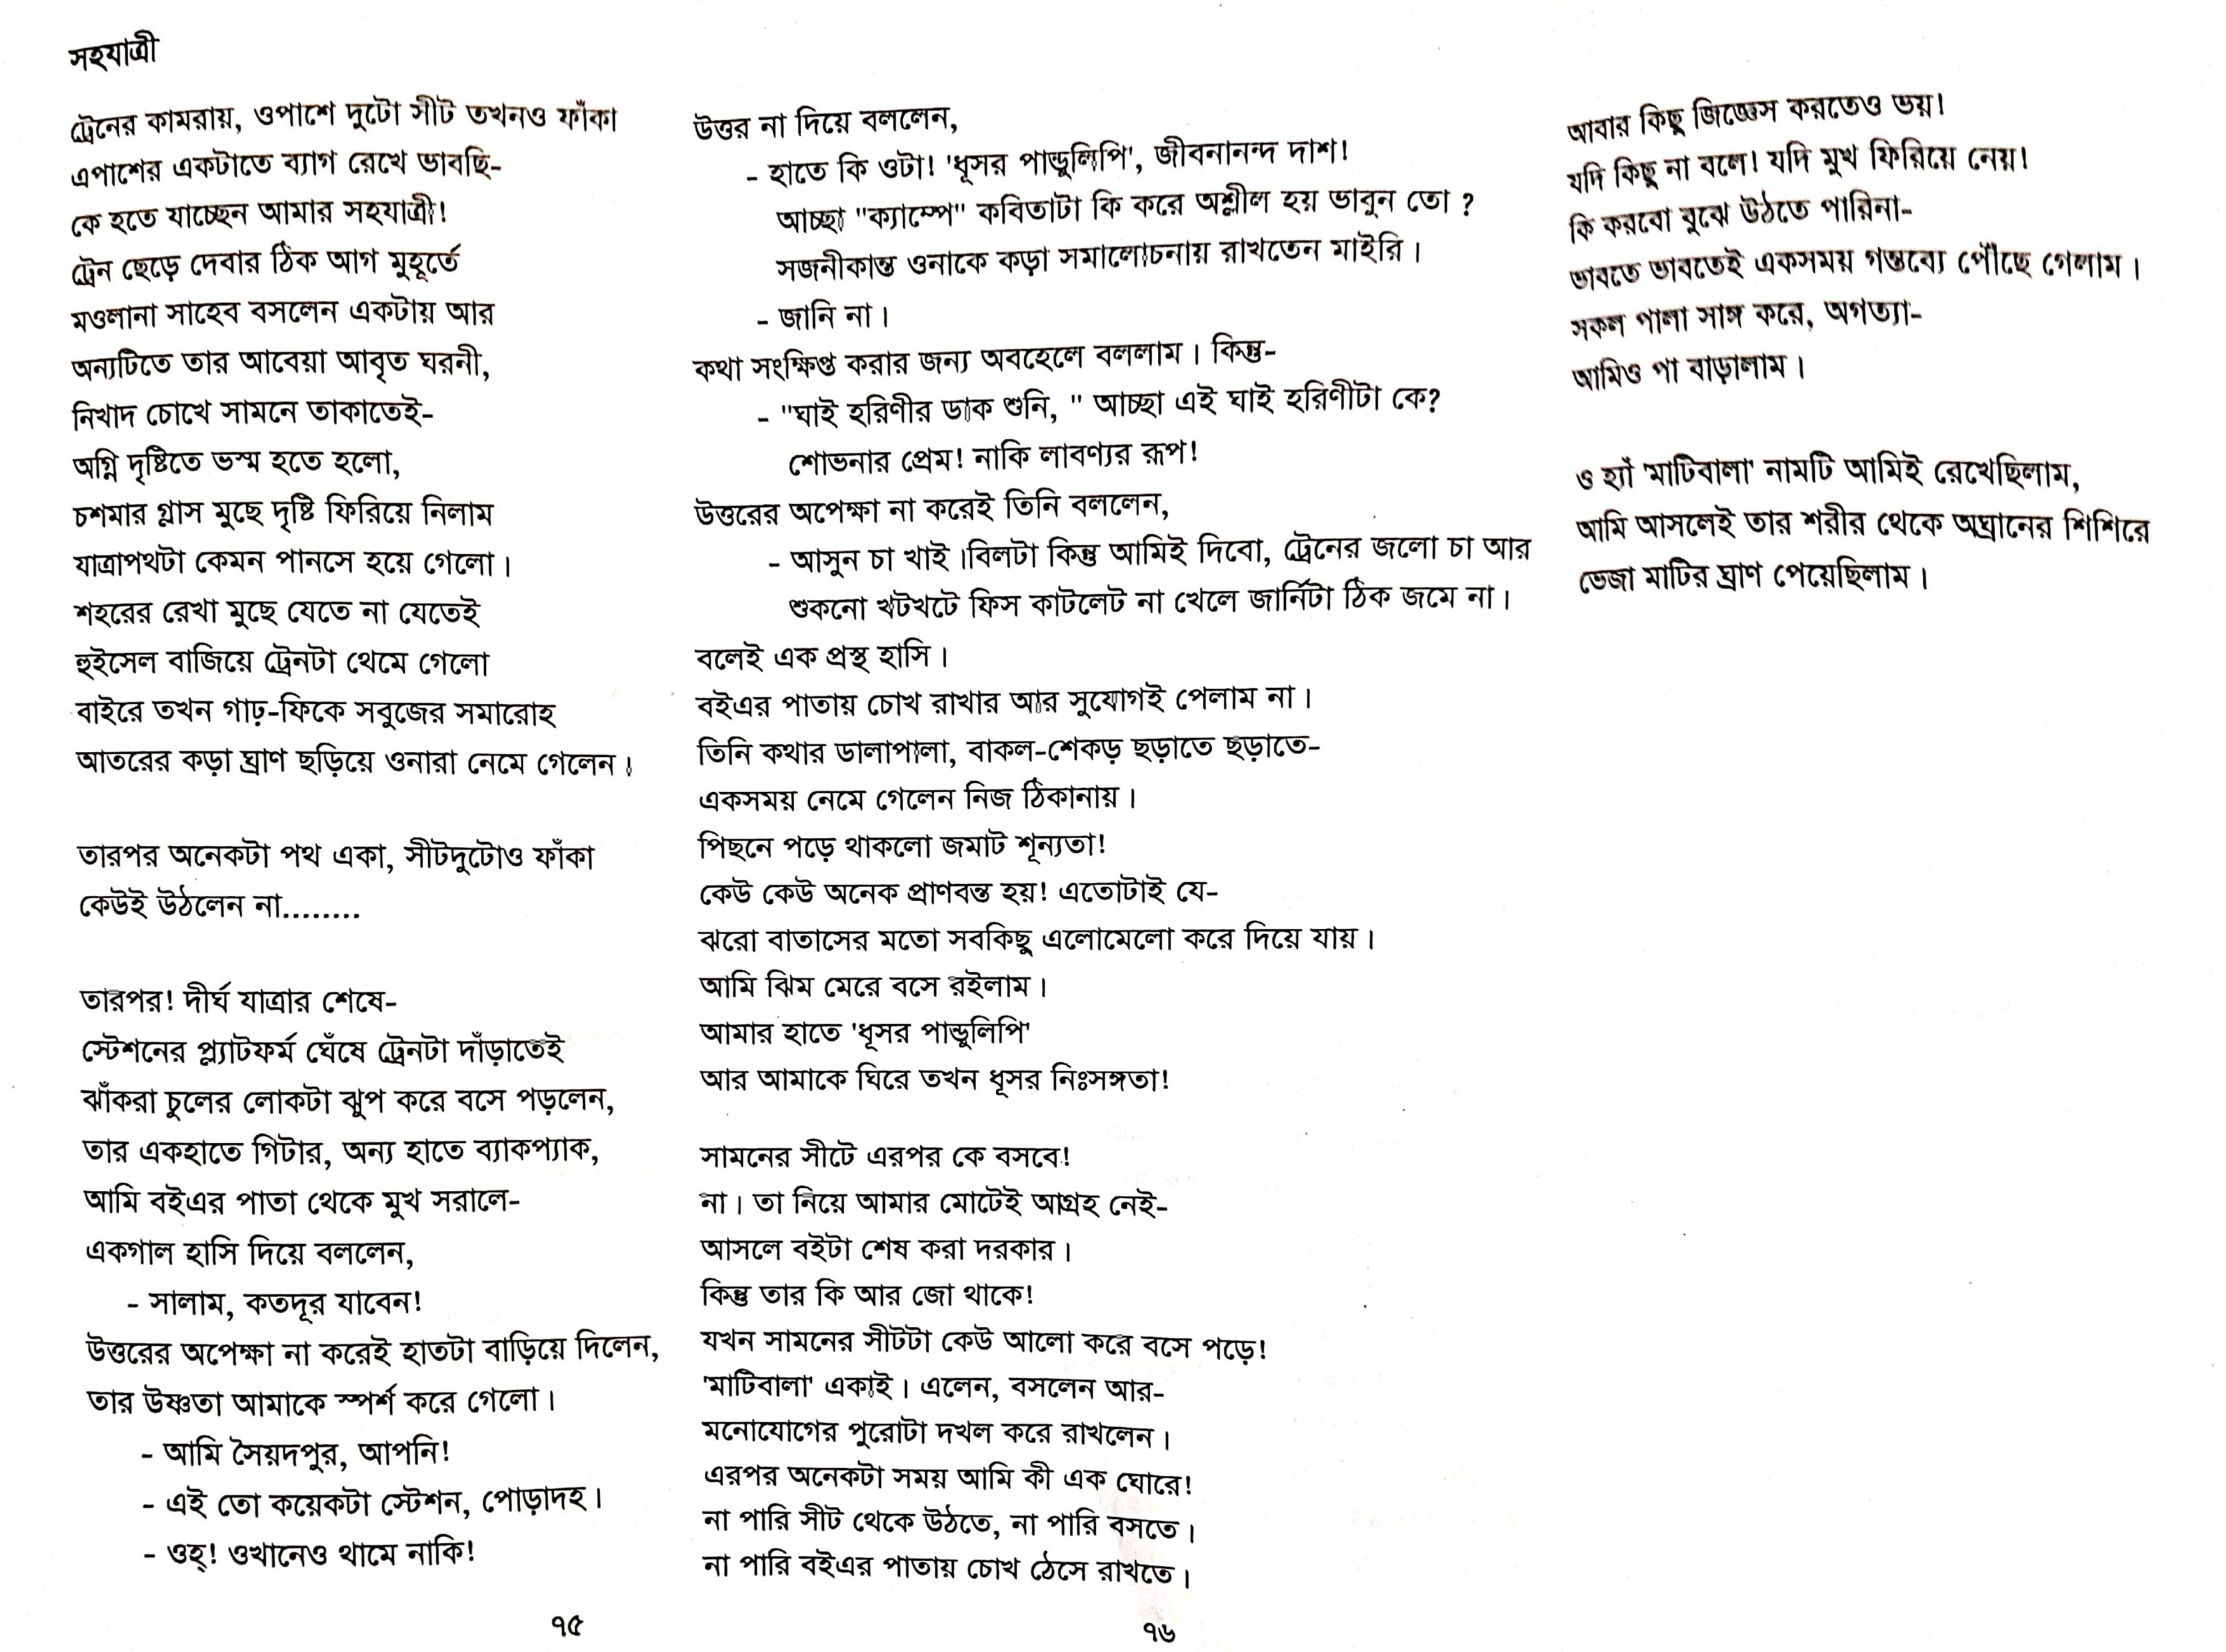 সহযাত্রী
ট্রেনের কামরায়, ওপাশে দুটো সীট তখনও ফাঁকা
এপাশের একটাতে ব্যাগ রেখে ভাবছি-
কে হতে যাচ্ছেন আমার সহযাত্রী!
ট্রেন ছেড়ে দেবার ঠিক আগ মুহূর্তে
মওলানা সাহেব বসলেন একটায় আর
অন্যটিতে তার আবেয়া আবৃত ঘরনী,
নিখাদ চোখে সামনে তাকাতেই-
অগ্নি দৃষ্টিতে ভস্ম হতে হলো,
চশমার গ্লাস মুছে দৃষ্টি ফিরিয়ে নিলাম
যাত্রাপথটা কেমন পানসে হয়ে গেলো।
শহরের রেখা মুছে যেতে না যেতেই
হুইসেল বাজিয়ে ট্রেনটা থেমে গেলো
বাইরে তখন গাঢ়-ফিকে সবুজের সমারোহ
আতরের কড়া ঘ্রাণ ছড়িয়ে ওনারা নেমে গেলেন।
তারপর অনেকটা পথ একা, সীটদুটোও ফাঁকা
কেউই উঠলেন না........
তারপর! দীর্ঘ যাত্রার শেষে-
স্টেশনের প্ল্যাটফর্ম ঘেঁষে ট্রেনটা দাঁড়াতেই
ঝাঁকরা চুলের লোকটা ঝুপ করে বসে পড়লেন,
তার একহাতে গিটার, অন্য হাতে ব্যাকপ্যাক,
আমি বইএর পাতা থেকে মুখ সরালে-
একগাল হাসি দিয়ে বললেন,
- সালাম, কতদূর যাবেন!
উত্তরের অপেক্ষা না করেই হাতটা বাড়িয়ে দিলেন,
তার উষ্ণতা আমাকে স্পর্শ করে গেলো।
- আমি সৈয়দপুর, আপনি!
- এই তো কয়েকটা স্টেশন, পোড়াদহ।
- ওহ্! ওখানেও থামে নাকি!
৭৫
উত্তর না দিয়ে বললেন,
- হাতে কি ওটা! 'ধূসর পান্ডুলিপি', জীবনানন্দ দাশ!
আচ্ছা "ক্যাম্পে" কবিতাটা কি করে অশ্লীল হয় ভাবুন তো ?
সজনীকান্ত ওনাকে কড়া সমালোচনায় রাখতেন মাইরি।
- জানি না।
কথা সংক্ষিপ্ত করার জন্য অবহেলে বললাম। কিন্তু-
- "ঘাই হরিণীর ডাক শুনি, " আচ্ছা এই ঘাই হরিণীটা কে?
শোভনার প্রেম! নাকি লাবণ্যর রূপ!
উত্তরের অপেক্ষা না করেই তিনি বললেন,
- আসুন চা খাই।বিলটা কিন্তু আমিই দিবো, ট্রেনের জলো চা আর
শুকনো খটখটে ফিস কাটলেট না খেলে জার্নিটা ঠিক জমে না।
বলেই এক প্রস্থ হাসি।
বইএর পাতায় চোখ রাখার আর সুযোগই পেলাম না।
তিনি কথার ডালাপালা, বাকল-শেকড় ছড়াতে ছড়াতে-
একসময় নেমে গেলেন নিজ ঠিকানায়।
পিছনে পড়ে থাকলো জমাট শূন্যতা!
কেউ কেউ অনেক প্রাণবন্ত হয়! এতোটাই যে-
ঝরো বাতাসের মতো সবকিছু এলোমেলো করে দিয়ে যায়।
আমি ঝিম মেরে বসে রইলাম।
আমার হাতে 'ধূসর পান্ডুলিপি'
আর আমাকে ঘিরে তখন ধূসর নিঃসঙ্গতা!
সামনের সীটে এরপর কে বসবে!
না। তা নিয়ে আমার মোটেই আগ্রহ নেই-
আসলে বইটা শেষ করা দরকার।
কিন্তু তার কি আর জো থাকে!
যখন সামনের সীটটা কেউ আলো করে বসে পড়ে!
'মাটিবালা' একাই। এলেন, বসলেন আর-
মনোযোগের পুরোটা দখল করে রাখলেন।
এরপর অনেকটা সময় আমি কী এক ঘোরে!
না পারি সীট থেকে উঠতে, না পারি বসতে।
না পারি বইএর পাতায় চোখ ঠেসে রাখতে।
৭৬
আবার কিছু জিজ্ঞেস করতেও ভয়!
যদি কিছু না বলে! যদি মুখ ফিরিয়ে নেয়!
কি করবো বুঝে উঠতে পারিনা-
ভাবতে ভাবতেই একসময় গন্তব্যে পৌঁছে গেলাম।
সকল পালা সাঙ্গ করে, অগত্যা-
আমিও পা বাড়ালাম।
ও হ্যাঁ 'মাটিবালা' নামটি আমিই রেখেছিলাম,
আমি আসলেই তার শরীর থেকে অঘ্রানের শিশিরে
ভেজা মাটির ঘ্রাণ পেয়েছিলাম।